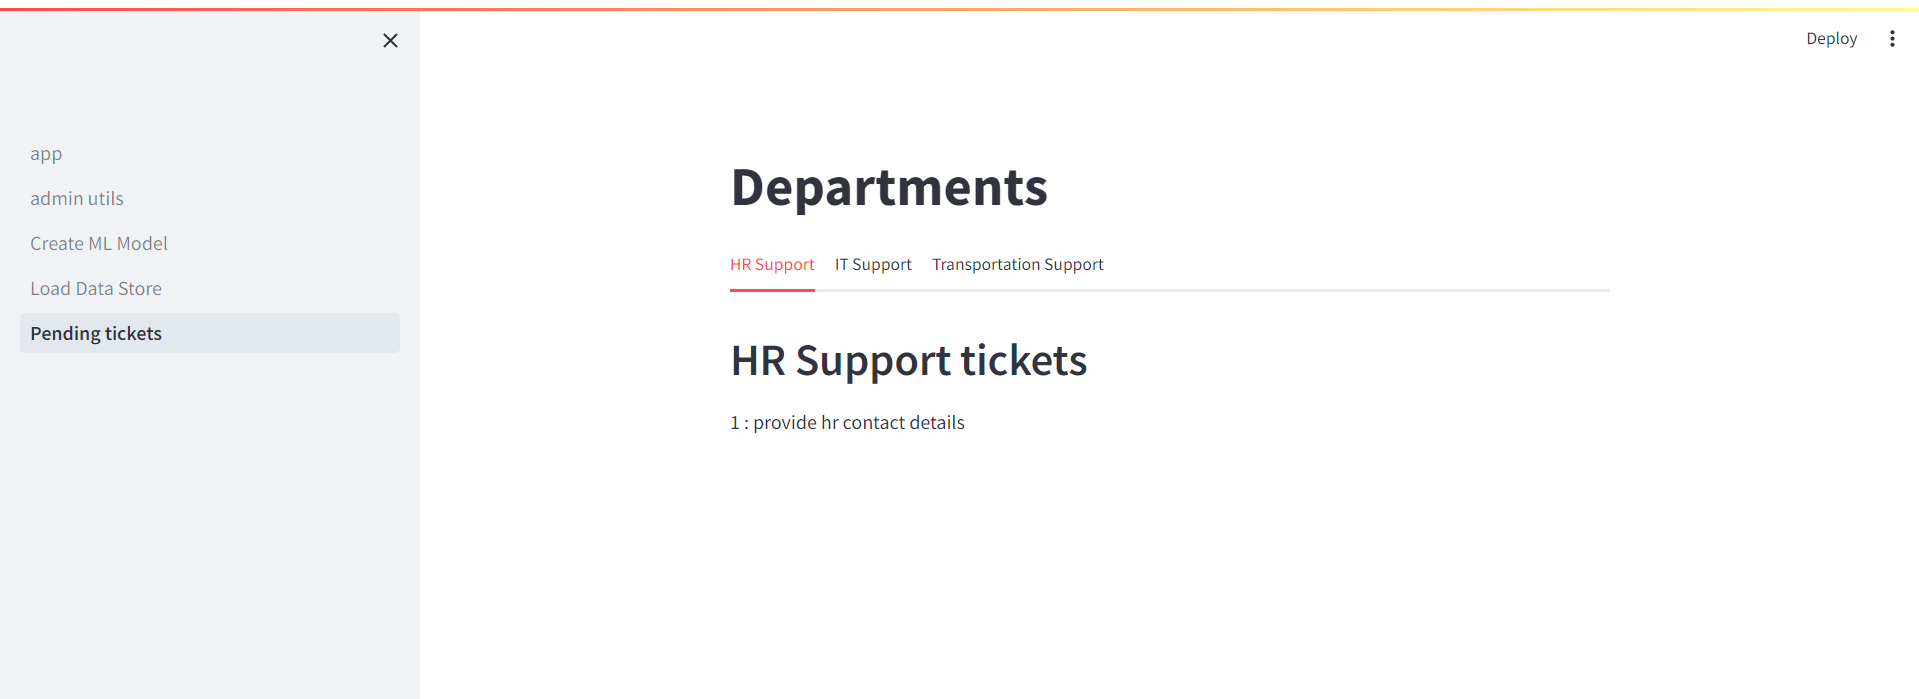 Deploy
app
admin utils
Create ML Model
Load Data Store
Pending tickets
Departments
HR Support IT Support Transportation Support
HR Support tickets
1 : provide hr contact details